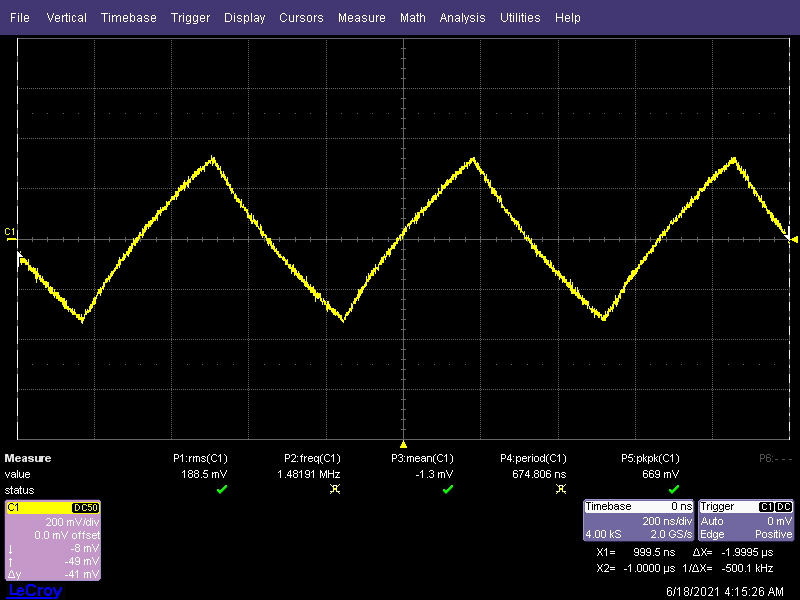 File Vertical Timebase Trigger Display Cursors Measure Math Analysis Utilities Help
C1
Measure P1:rms(C1) P2:freq(C1) P3:mean(C1) P4:period(C1) P5:pkpk(C1) P6:---
value 188.5 mV 1.48191 MHz -1.3 mV 674.806 ns 669 mV
status
C1 DC50
200 mV/div
0.0 mV offset
↓ -8 mV
↑ -49 mV
Δy -41 mV
Timebase 0 ns
200 ns/div
4.00 kS 2.0 GS/s
Trigger C1 DC
Auto 0 mV
Edge Positive
X1= 999.5 ns ΔX= -1.9995 µs
X2= -1.0000 µs 1/ΔX= -500.1 kHz
LeCroy
6/18/2021 4:15:26 AM